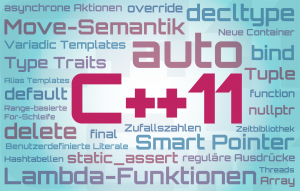 asynchrone Aktionen override decltype
Move-Semantik Neue Container
Variadic Templates auto bind
Type Traits Tuple
Alias Templates
default C++11 function
Range-basierte
For-Schleife nullptr
delete final Zufallszahlen Zeitbibliothek
Benutzerdefinierte Literale Smart Pointer
Hashtabellen static_assert reguläre Ausdrücke
Lambda-Funktionen Threads
Array